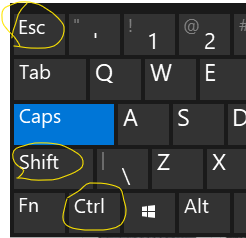 Esc " ' ! 1 @ 2
Tab Q W E
Caps A S D
Shift | \ Z X
Fn Ctrl Alt